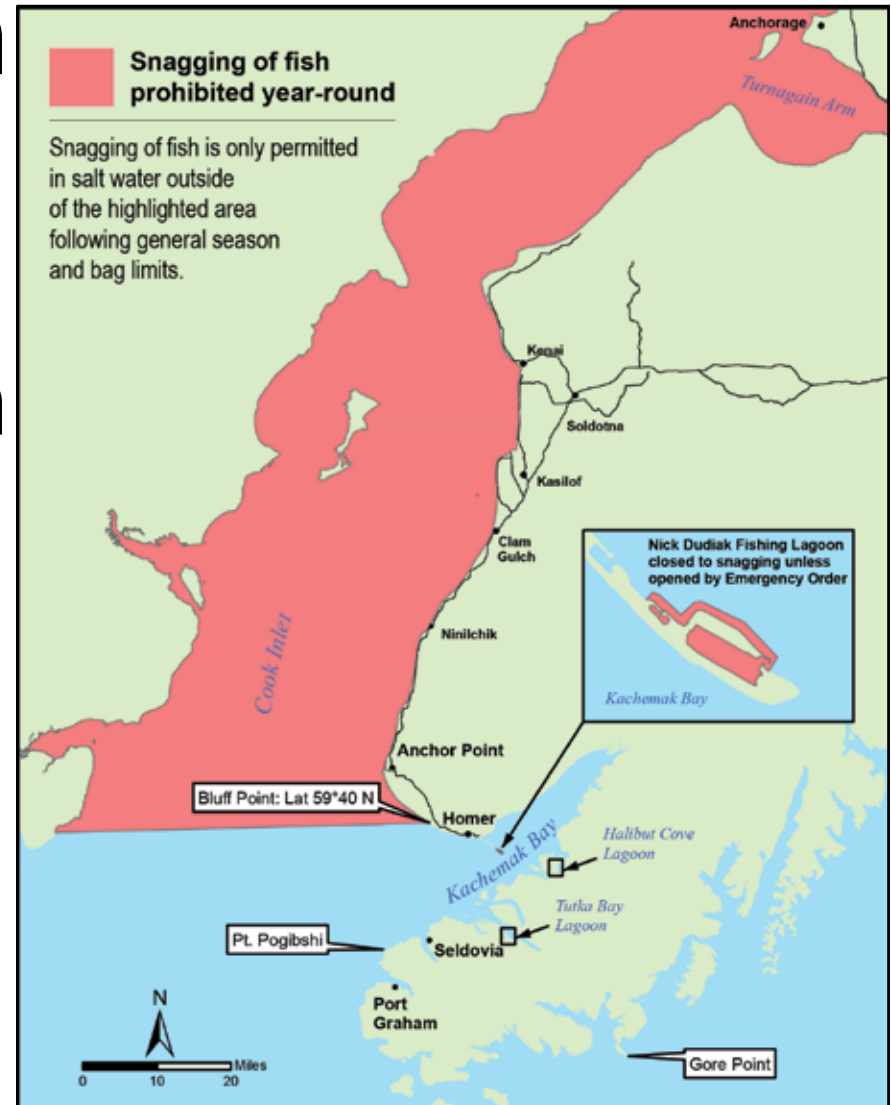 Snagging of fish
prohibited year-round
Snagging of fish is only permitted
in salt water outside
of the highlighted area
following general season
and bag limits.
Anchorage
Turnagain Arm
Kenai
Soldotna
Kasilof
Clam
Gulch
Nick Dudiak Fishing Lagoon
closed to snagging unless
opened by Emergency Order
Kachemak Bay
Ninilchik
Cook Inlet
Anchor Point
Bluff Point: Lat 59°40 N
Homer
Kachemak Bay
Halibut Cove
Lagoon
Tutka Bay
Lagoon
Pt. Pogibshi
Seldovia
Port
Graham
Gore Point
N
Miles
0 10 20